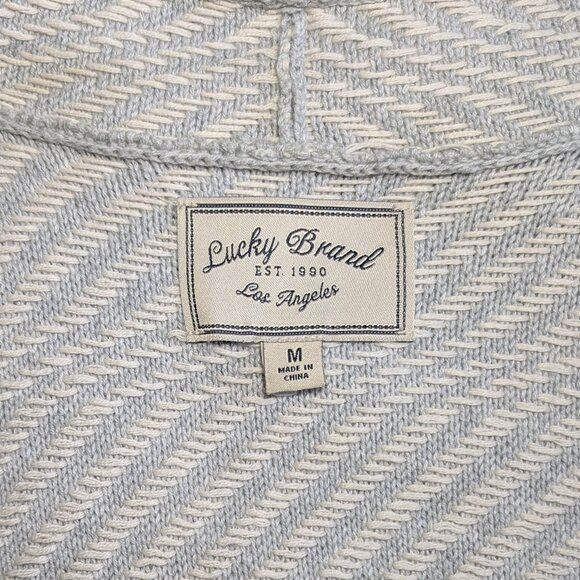 Lucky Brand
EST. 1990
Los Angeles
M
MADE IN
CHINA